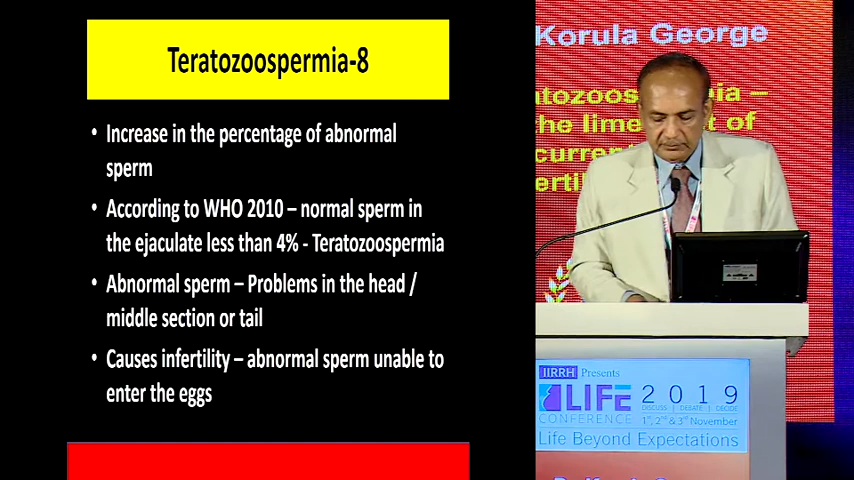 Teratozoospermia-8
• Increase in the percentage of abnormal
sperm
• According to WHO 2010 – normal sperm in
the ejaculate less than 4% - Teratozoospermia
• Abnormal sperm – Problems in the head /
middle section or tail
• Causes infertility – abnormal sperm unable to
enter the eggs
Korula George
IIRRH Presents
LIFE 2019
CONFERENCE
DISCUSS | DEBATE | DECIDE
1st, 2nd & 3rd November
Life Beyond Expectations